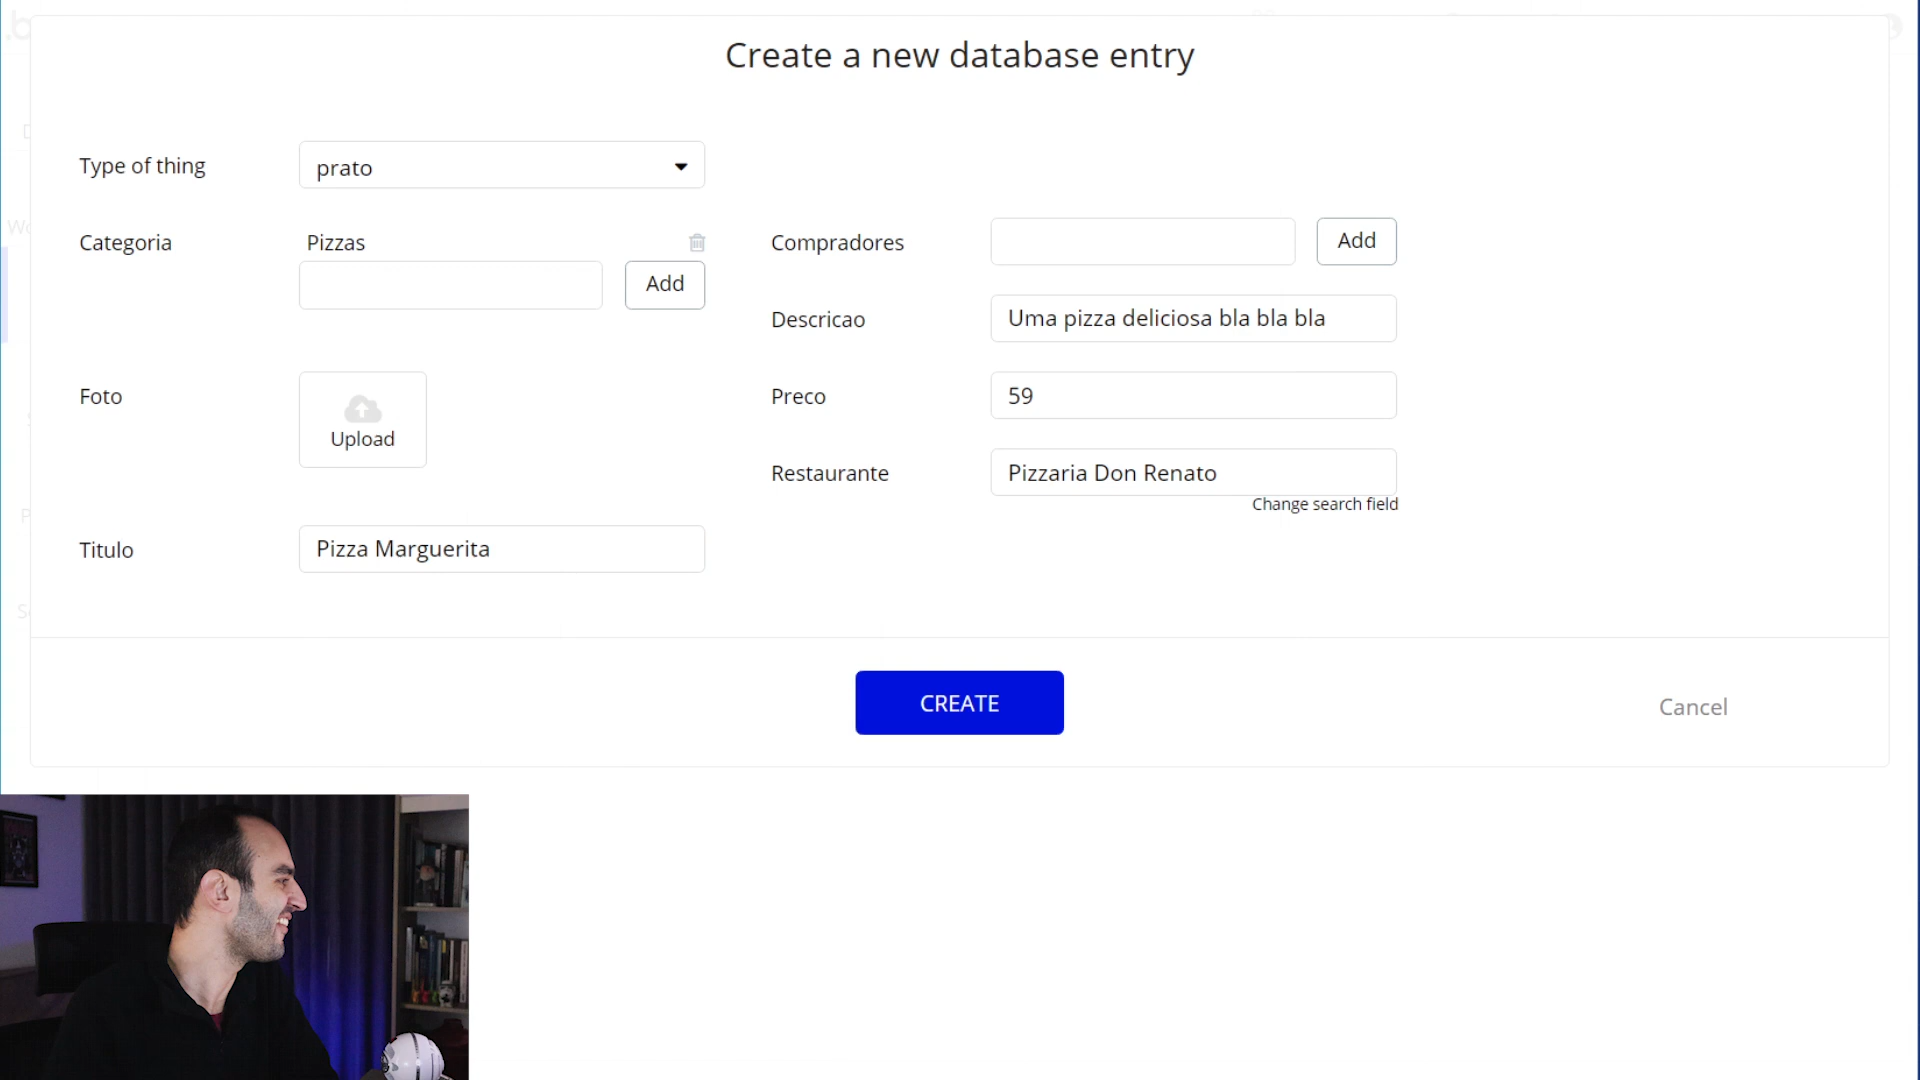 Create a new database entry
Type of thing
prato
Categoria
Pizzas
Add
Compradores
Add
Descricao
Uma pizza deliciosa bla bla bla
Foto
Upload
Preco
59
Restaurante
Pizzaria Don Renato
Change search field
Titulo
Pizza Marguerita
CREATE
Cancel